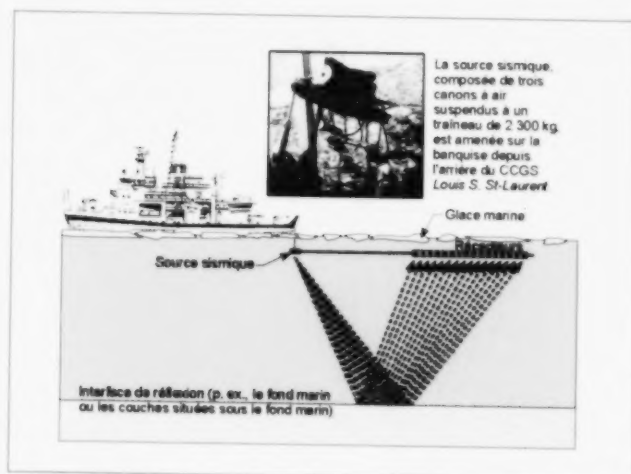 La source sismique,
composée de trois
canons à air
suspendus à un
traîneau de 2 300 kg,
est amenée sur la
banquise depuis
l'arrière du CCGS
Louis S. St-Laurent
Glace marine
Récepteurs
Source sismique
Interface de réflexion (p. ex., le fond marin
ou les couches situées sous le fond marin)